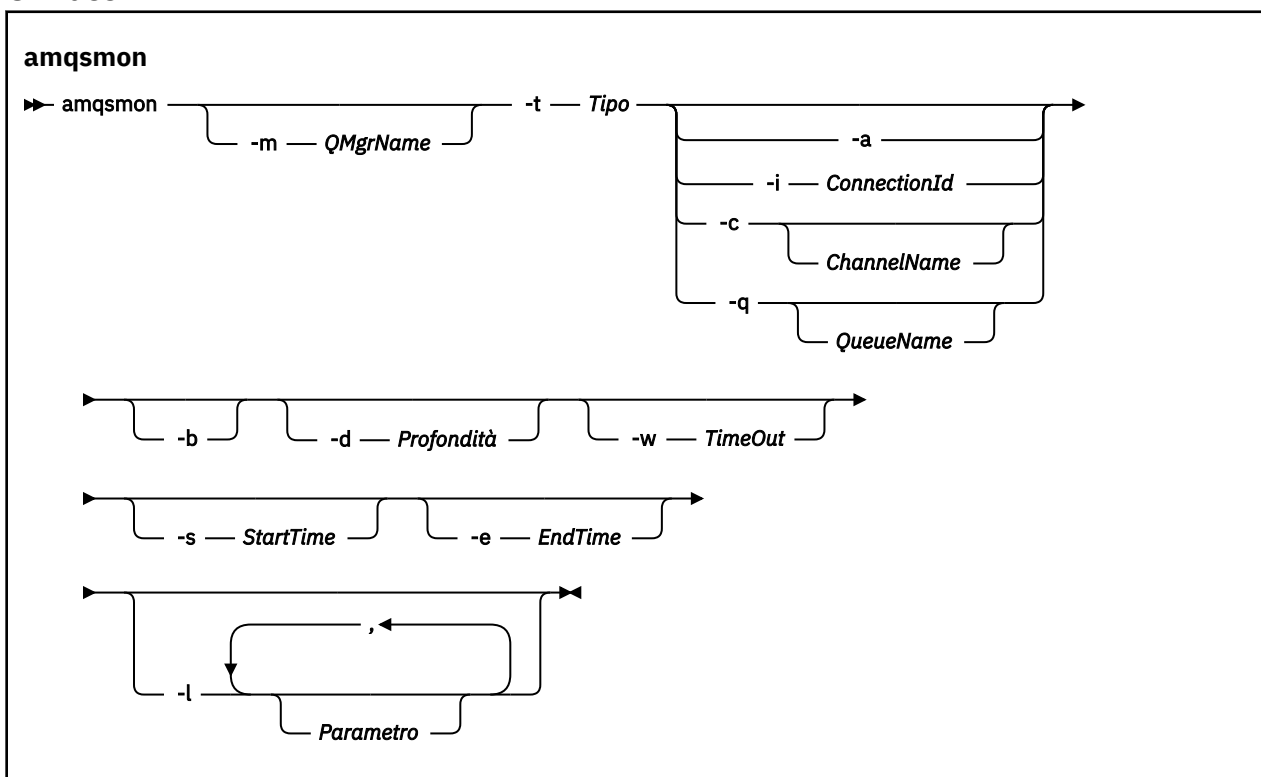 amqsmon
amqsmon -t Tipo
-m QMgrName
-a
-i ConnectionId
-c
ChannelName
-q
QueueName
-b -d Profondità -w TimeOut
-s StartTime -e EndTime
,
-l
Parametro